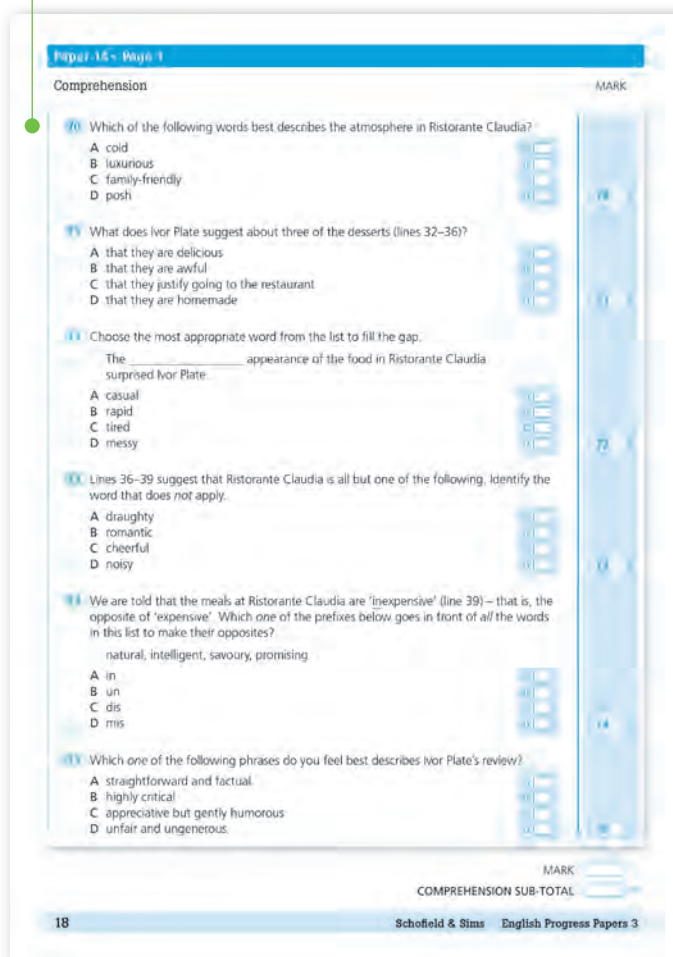 Paper 14 – Page 1
Comprehension MARK
70 Which of the following words best describes the atmosphere in Ristorante Claudia?
A cold
B luxurious
C family-friendly
D posh
What does Ivor Plate suggest about three of the desserts (lines 32–36)?
A that they are delicious
B that they are awful
C that they justify going to the restaurant
D that they are homemade
Choose the most appropriate word from the list to fill the gap.
The appearance of the food in Ristorante Claudia
surprised Ivor Plate.
A casual
B rapid
C tired
D messy
72
Lines 36–39 suggest that Ristorante Claudia is all but one of the following. Identify the
word that does not apply.
A draughty
B romantic
C cheerful
D noisy
We are told that the meals at Ristorante Claudia are 'inexpensive' (line 39) – that is, the
opposite of 'expensive'. Which one of the prefixes below goes in front of all the words
in this list to make their opposites?
natural, intelligent, savoury, promising
A in
B un
C dis
D mis
Which one of the following phrases do you feel best describes Ivor Plate's review?
A straightforward and factual
B highly critical
C appreciative but gently humorous
D unfair and ungenerous
MARK
COMPREHENSION SUB-TOTAL
18 Schofield & Sims English Progress Papers 3